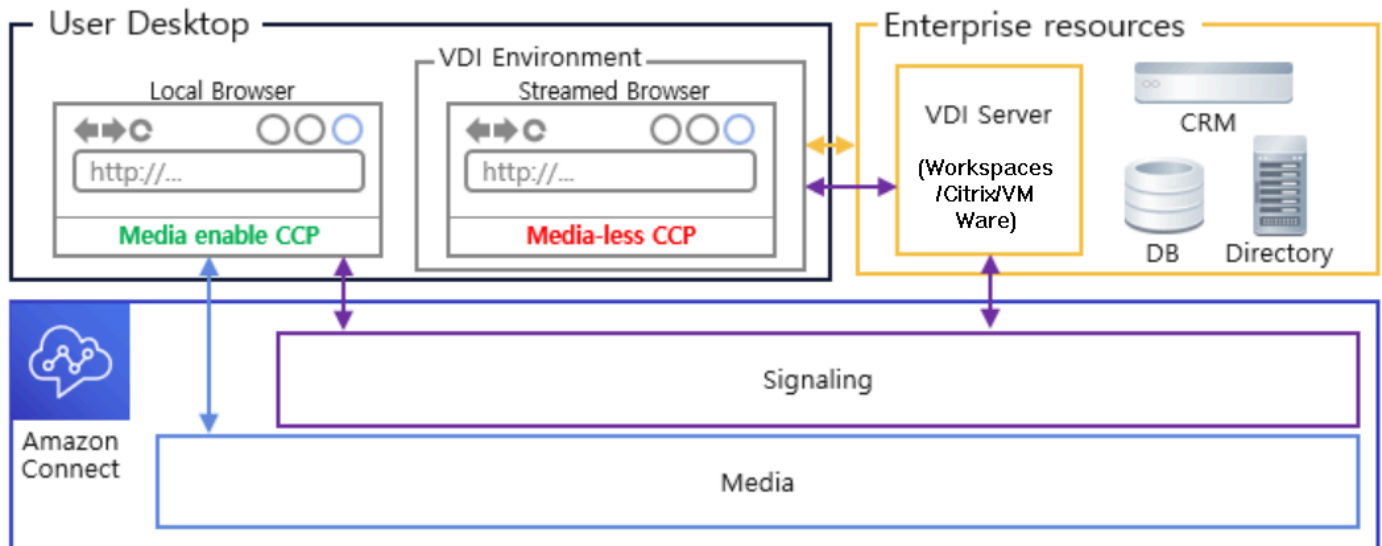 User Desktop
Enterprise resources
VDI Environment
Local Browser
Streamed Browser
http://...
http://...
Media enable CCP
Media-less CCP
VDI Server
(Workspaces
/Citrix/VM
Ware)
CRM
DB
Directory
Amazon
Connect
Signaling
Media